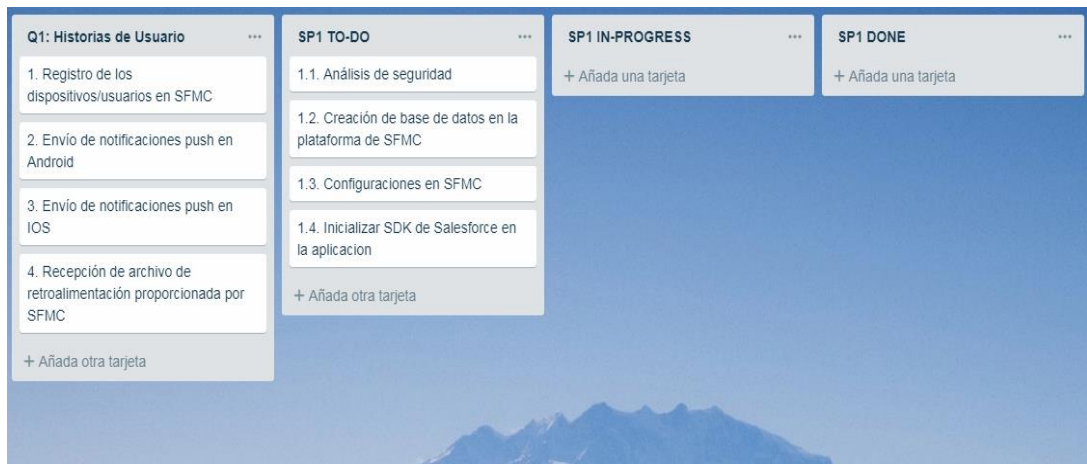 Q1: Historias de Usuario
1. Registro de los
dispositivos/usuarios en SFMC
2. Envío de notificaciones push en
Android
3. Envío de notificaciones push en
IOS
4. Recepción de archivo de
retroalimentación proporcionada por
SFMC
+ Añada otra tarjeta
SP1 TO-DO
1.1. Análisis de seguridad
1.2. Creación de base de datos en la
plataforma de SFMC
1.3. Configuraciones en SFMC
1.4. Inicializar SDK de Salesforce en
la aplicacion
+ Añada otra tarjeta
SP1 IN-PROGRESS
+ Añada una tarjeta
SP1 DONE
+ Añada una tarjeta